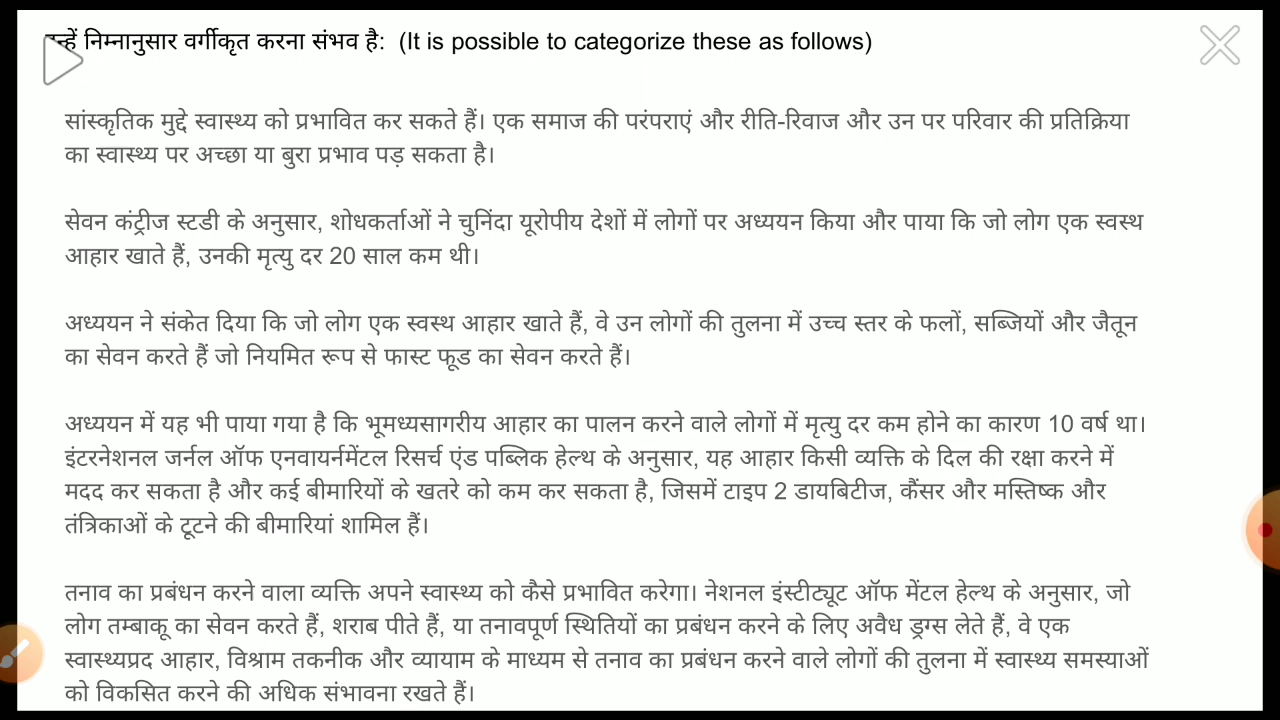 निम्नानुसार वर्गीकृत करना संभव है: (It is possible to categorize these as follows)
सांस्कृतिक मुद्दे स्वास्थ्य को प्रभावित कर सकते हैं। एक समाज की परंपराएं और रीति-रिवाज और उन पर परिवार की प्रतिक्रिया
का स्वास्थ्य पर अच्छा या बुरा प्रभाव पड़ सकता है।
सेवन कंट्रीज स्टडी के अनुसार, शोधकर्ताओं ने चुनिंदा यूरोपीय देशों में लोगों पर अध्ययन किया और पाया कि जो लोग एक स्वस्थ
आहार खाते हैं, उनकी मृत्यु दर 20 साल कम थी।
अध्ययन ने संकेत दिया कि जो लोग एक स्वस्थ आहार खाते हैं, वे उन लोगों की तुलना में उच्च स्तर के फलों, सब्जियों और जैतून
का सेवन करते हैं जो नियमित रूप से फास्ट फूड का सेवन करते हैं।
अध्ययन में यह भी पाया गया है कि भूमध्यसागरीय आहार का पालन करने वाले लोगों में मृत्यु दर कम होने का कारण 10 वर्ष था।
इंटरनेशनल जर्नल ऑफ एनवायर्नमेंटल रिसर्च एंड पब्लिक हेल्थ के अनुसार, यह आहार किसी व्यक्ति के दिल की रक्षा करने में
मदद कर सकता है और कई बीमारियों के खतरे को कम कर सकता है, जिसमें टाइप 2 डायबिटीज, कैंसर और मस्तिष्क और
तंत्रिकाओं के टूटने की बीमारियां शामिल हैं।
तनाव का प्रबंधन करने वाला व्यक्ति अपने स्वास्थ्य को कैसे प्रभावित करेगा। नेशनल इंस्टीट्यूट ऑफ मेंटल हेल्थ के अनुसार, जो
लोग तम्बाकू का सेवन करते हैं, शराब पीते हैं, या तनावपूर्ण स्थितियों का प्रबंधन करने के लिए अवैध ड्रग्स लेते हैं, वे एक
स्वास्थ्यप्रद आहार, विश्राम तकनीक और व्यायाम के माध्यम से तनाव का प्रबंधन करने वाले लोगों की तुलना में स्वास्थ्य समस्याओं
को विकसित करने की अधिक संभावना रखते हैं।